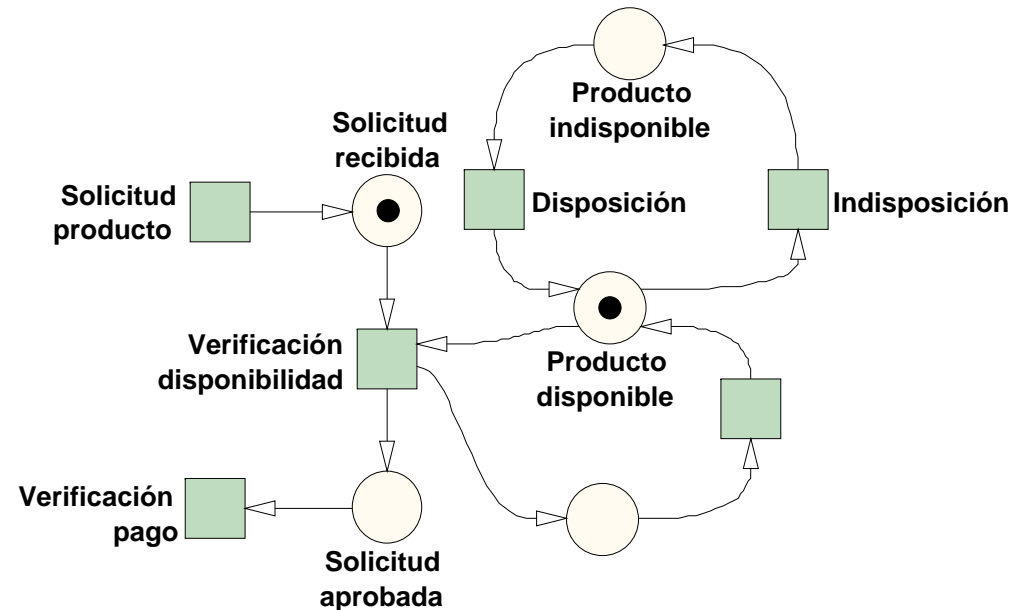 Producto
indisponible
Solicitud
recibida
Solicitud
producto
Disposición
Indisposición
Verificación
disponibilidad
Producto
disponible
Verificación
pago
Solicitud
aprobada